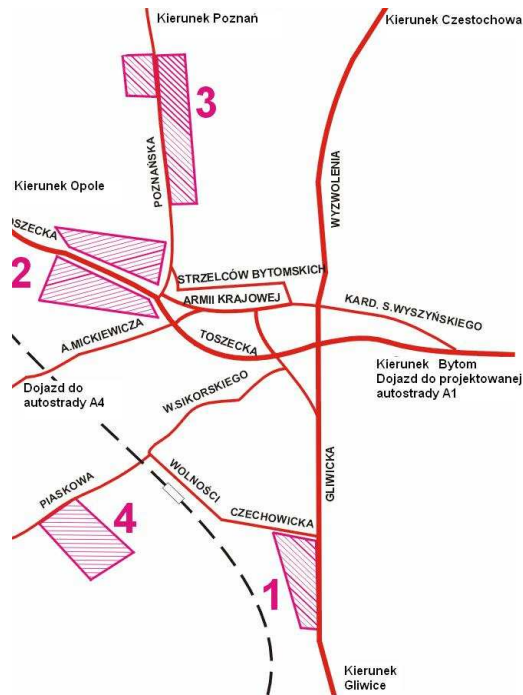 Kierunek Poznań
Kierunek Czestochowa
3
POZNAŃSKA
WYZWOLENIA
Kierunek Opole
OSZECKA
2
STRZELCÓW BYTOMSKICH
ARMII KRAJOWEJ
KARD. S.WYSZYŃSKIEGO
A.MICKIEWICZA
TOSZECKA
Kierunek Bytom
Dojazd do projektowanej
autostrady A1
Dojazd do
autostrady A4
W.SIKORSKIEGO
GLIWICKA
WOLNOŚCI
PIASKOWA
CZECHOWICKA
4
1
Kierunek
Gliwice